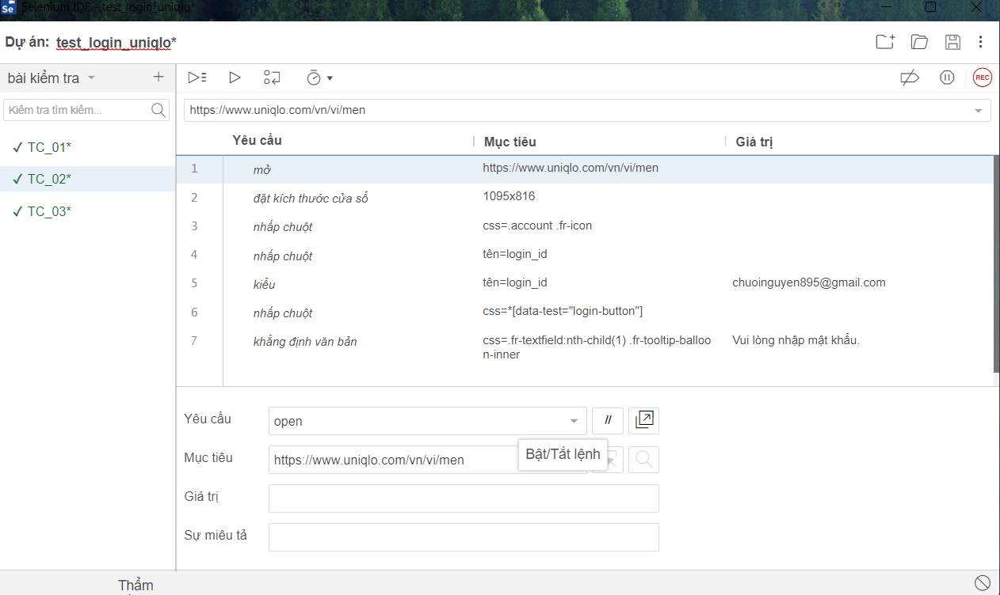 Se Selenium IDE - test_login_uniqlo*
Dự án: test_login_uniqlo*
bài kiểm tra
Kiểm tra tìm kiếm...
TC_01*
TC_02*
TC_03*
REC
https://www.uniqlo.com/vn/vi/men
Yêu cầu Mục tiêu Giá trị
1 mở https://www.uniqlo.com/vn/vi/men
2 đặt kích thước cửa sổ 1095x816
3 nhấp chuột css=.account .fr-icon
4 nhấp chuột tên=login_id
5 kiểu tên=login_id chuoinguyen895@gmail.com
6 nhấp chuột css=*[data-test="login-button"]
7 khẳng định văn bản css=.fr-textfield:nth-child(1) .fr-tooltip-balloo Vui lòng nhập mật khẩu.
n-inner
Yêu cầu open //
Bật/Tắt lệnh
Mục tiêu https://www.uniqlo.com/vn/vi/men
Giá trị
Sự miêu tả
Thẩm